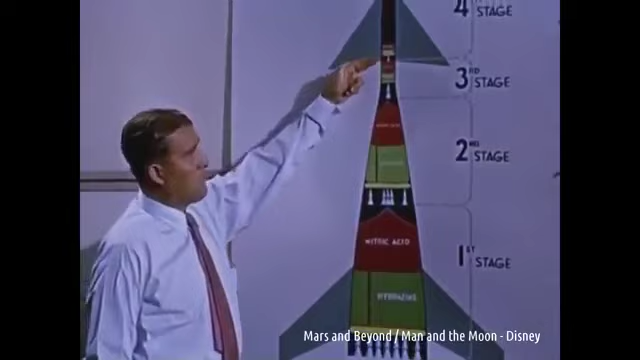 4TH STAGE
3RD STAGE
2ND STAGE
NITRIC ACID
1ST STAGE
HYDRAZINE
Mars and Beyond / Man and the Moon - Disney